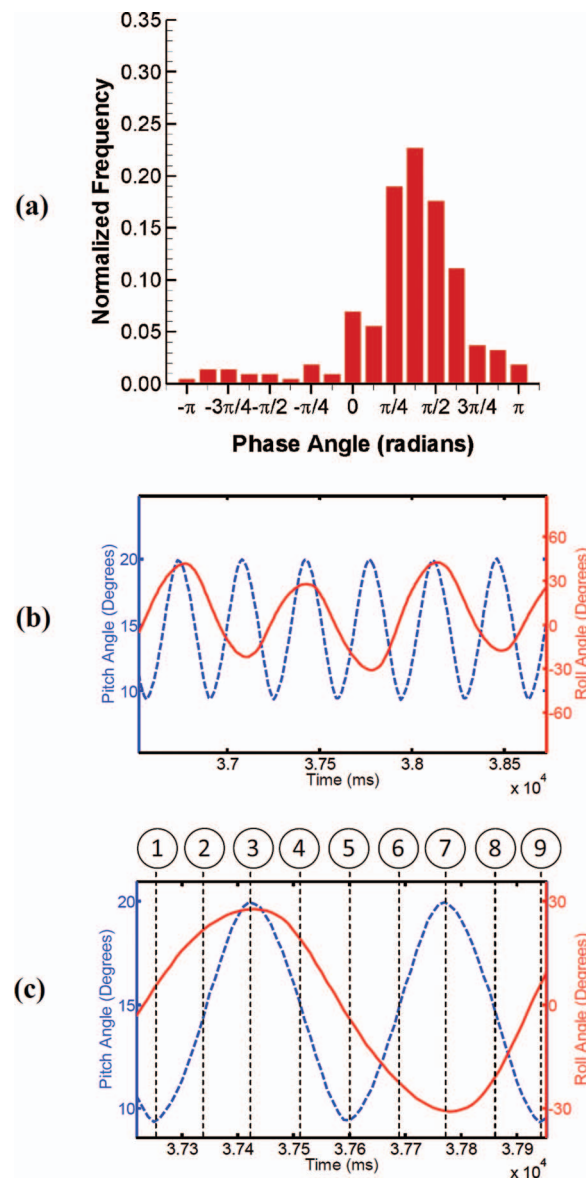 (a)
Normalized Frequency
0.35
0.30
0.25
0.20
0.15
0.10
0.05
0.00
-π -3π/4 -π/2 -π/4 0 π/4 π/2 3π/4 π
Phase Angle (radians)
(b)
Pitch Angle (Degrees)
20
15
10
60
30
0
-30
-60
Roll Angle (Degrees)
3.7 3.75 3.8 3.85
Time (ms)
x 10⁴
(c)
1 2 3 4 5 6 7 8 9
Pitch Angle (Degrees)
20
15
10
30
0
-30
Roll Angle (Degrees)
3.73 3.74 3.75 3.76 3.77 3.78 3.79
Time (ms)
x 10⁴